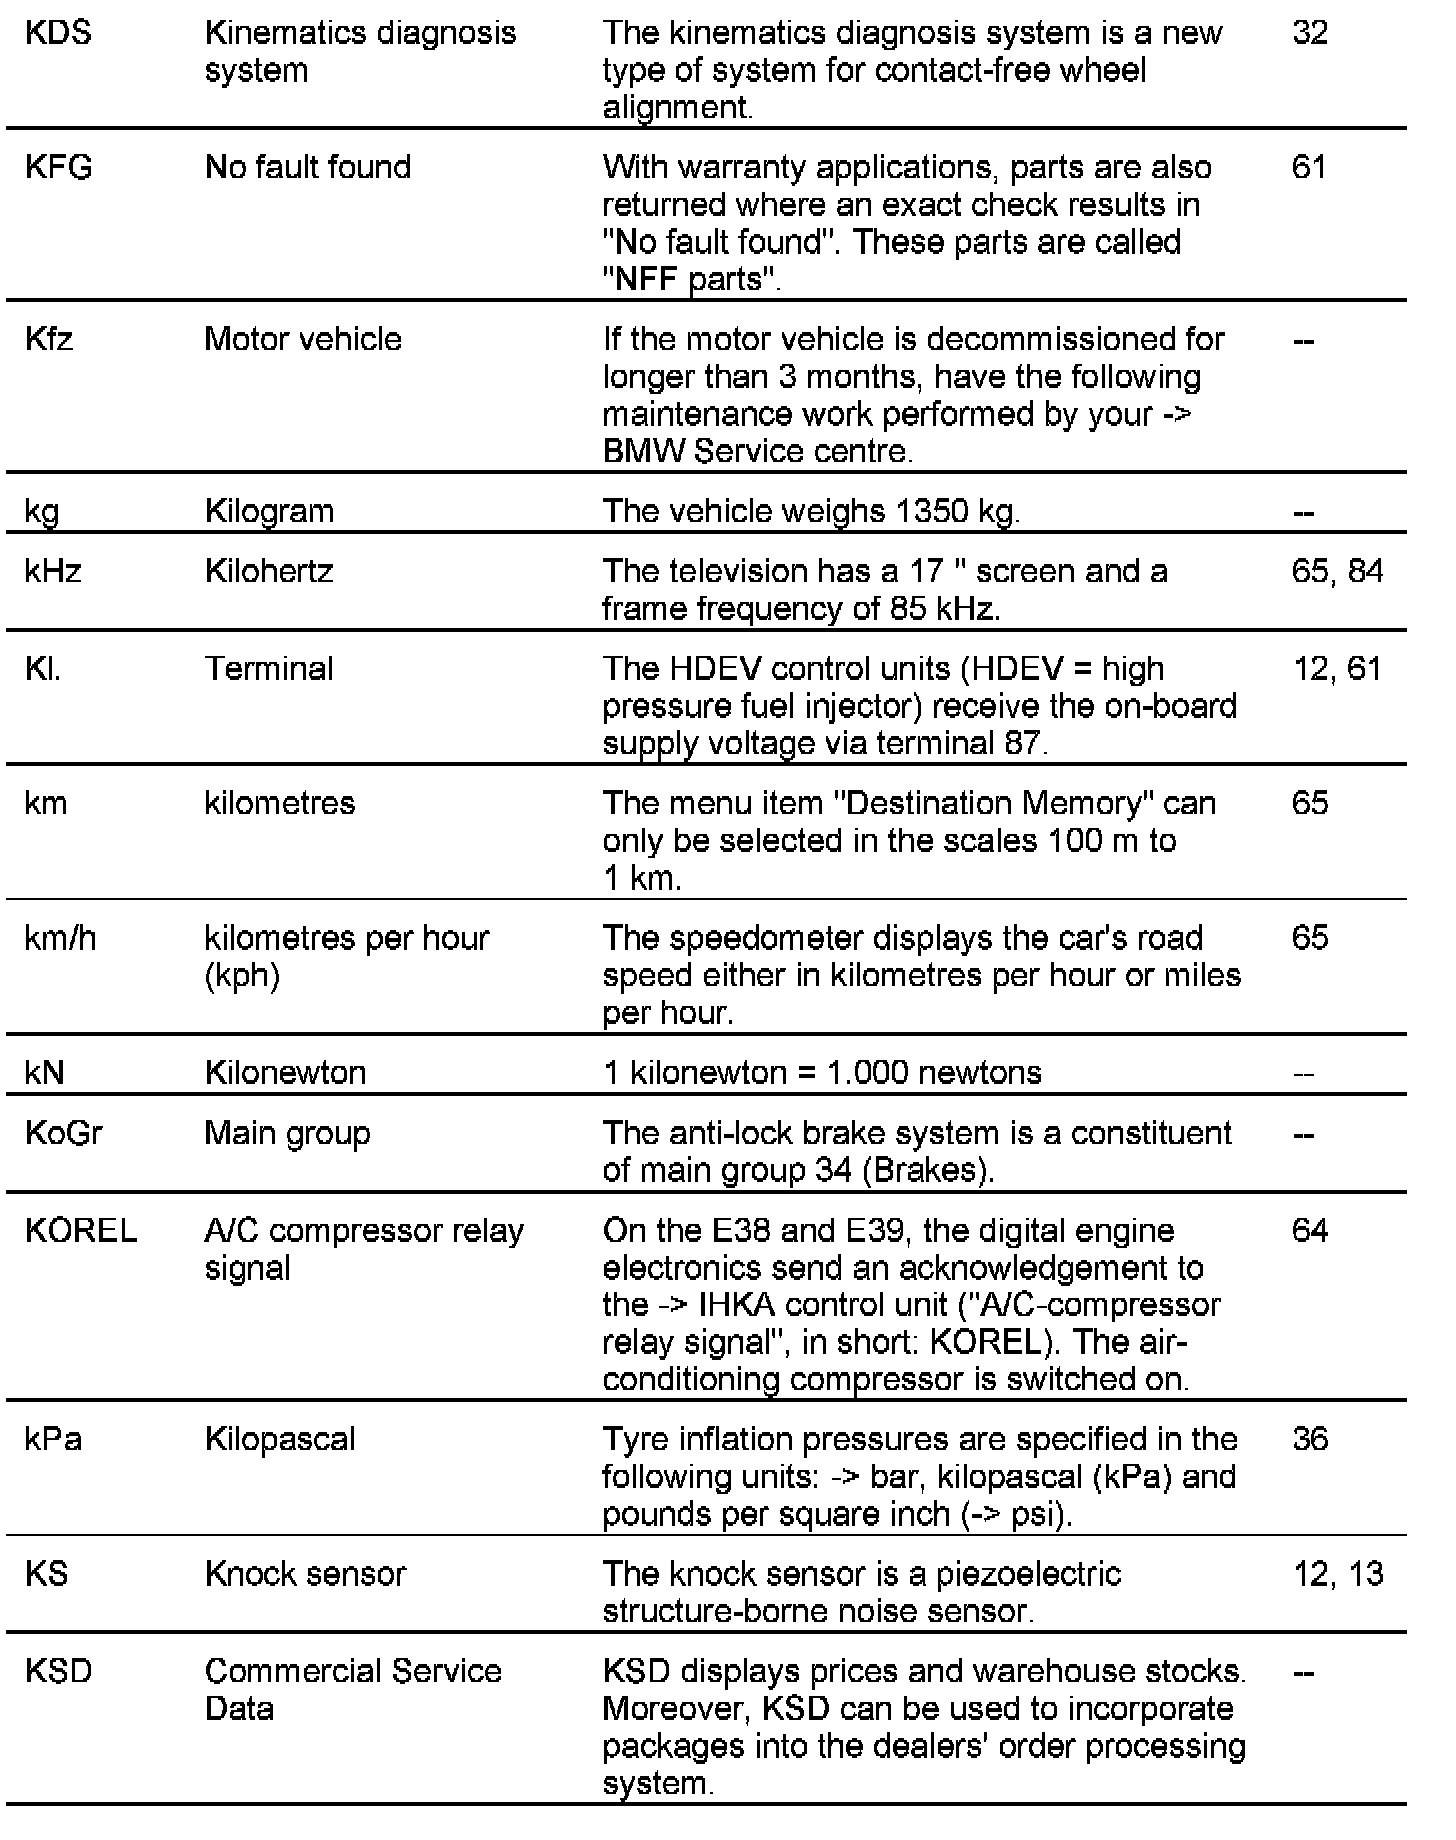 KDS Kinematics diagnosis The kinematics diagnosis system is a new 32
system type of system for contact-free wheel
alignment.
KFG No fault found With warranty applications, parts are also 61
returned where an exact check results in
"No fault found". These parts are called
"NFF parts".
Kfz Motor vehicle If the motor vehicle is decommissioned for --
longer than 3 months, have the following
maintenance work performed by your ->
BMW Service centre.
kg Kilogram The vehicle weighs 1350 kg. --
kHz Kilohertz The television has a 17 " screen and a 65, 84
frame frequency of 85 kHz.
Kl. Terminal The HDEV control units (HDEV = high 12, 61
pressure fuel injector) receive the on-board
supply voltage via terminal 87.
km kilometres The menu item "Destination Memory" can 65
only be selected in the scales 100 m to
1 km.
km/h kilometres per hour The speedometer displays the car's road 65
(kph) speed either in kilometres per hour or miles
per hour.
kN Kilonewton 1 kilonewton = 1.000 newtons --
KoGr Main group The anti-lock brake system is a constituent --
of main group 34 (Brakes).
KOREL A/C compressor relay On the E38 and E39, the digital engine 64
signal electronics send an acknowledgement to
the -> IHKA control unit ("A/C-compressor
relay signal", in short: KOREL). The air-
conditioning compressor is switched on.
kPa Kilopascal Tyre inflation pressures are specified in the 36
following units: -> bar, kilopascal (kPa) and
pounds per square inch (-> psi).
KS Knock sensor The knock sensor is a piezoelectric 12, 13
structure-borne noise sensor.
KSD Commercial Service KSD displays prices and warehouse stocks. --
Data Moreover, KSD can be used to incorporate
packages into the dealers' order processing
system.